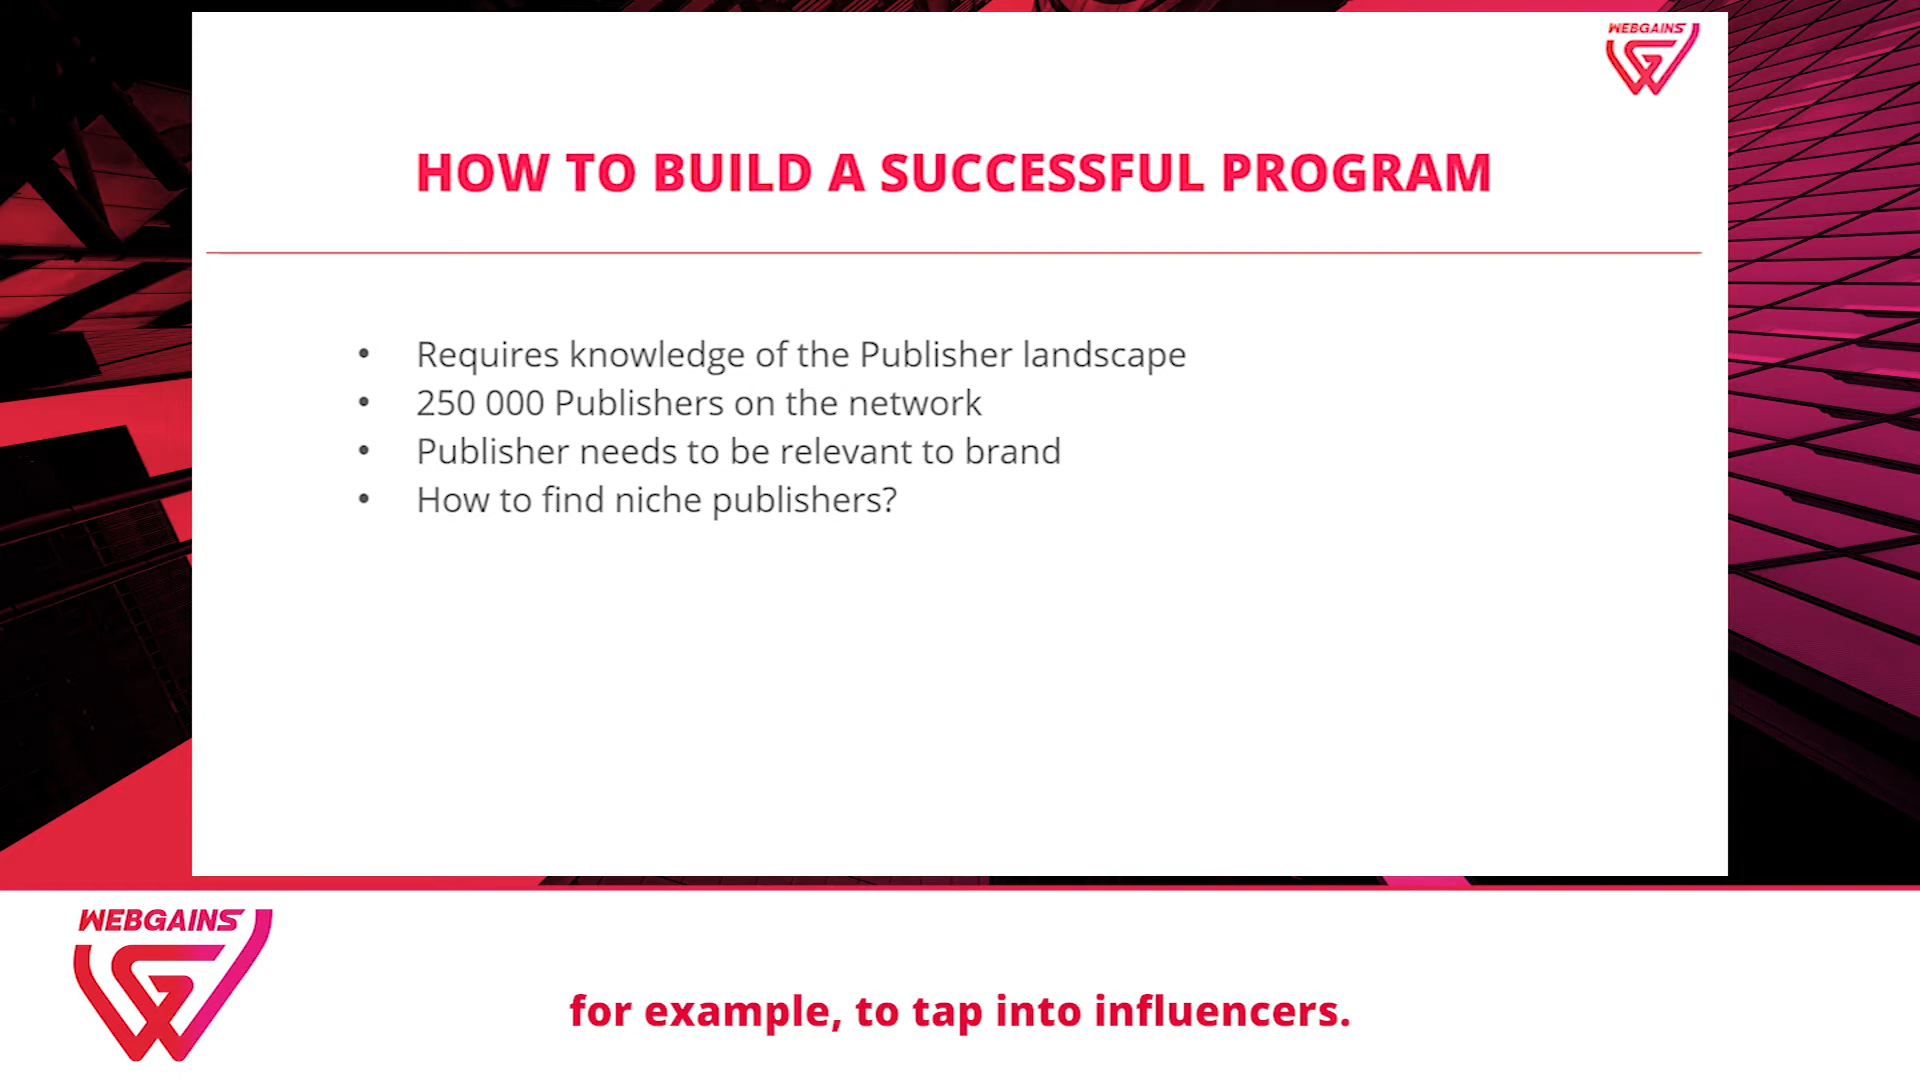 WEBGAINS
HOW TO BUILD A SUCCESSFUL PROGRAM
• Requires knowledge of the Publisher landscape
• 250 000 Publishers on the network
• Publisher needs to be relevant to brand
• How to find niche publishers?
WEBGAINS
for example, to tap into influencers.